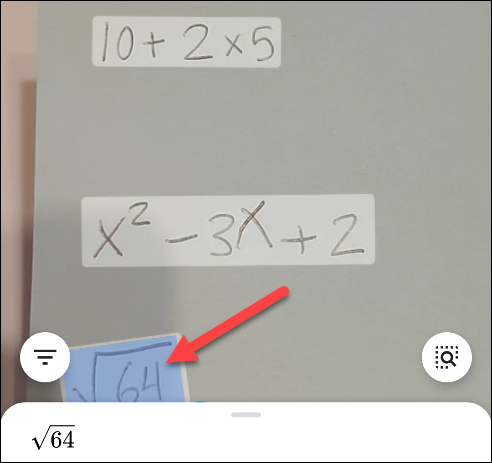 10 + 2 × 5
x² - 3x + 2
√64
√64